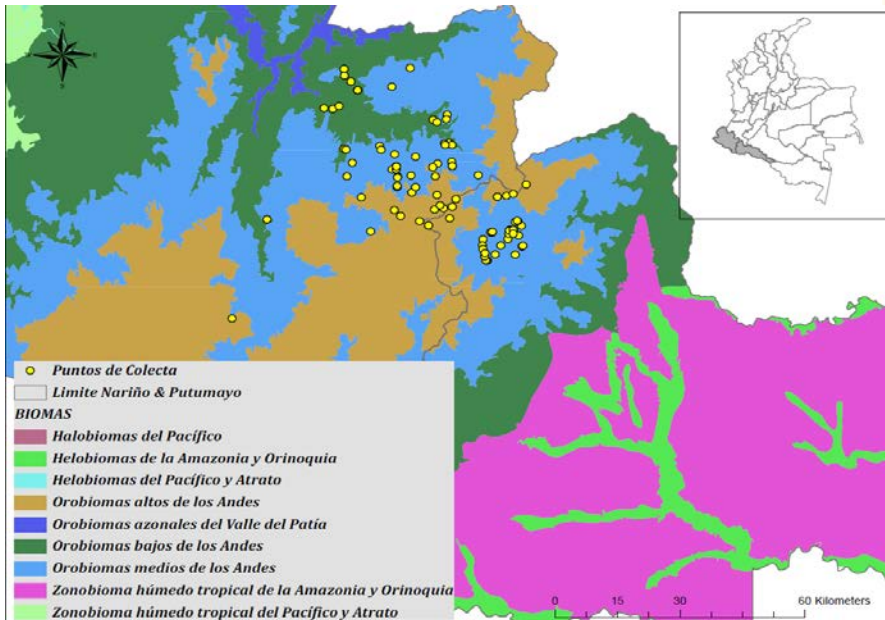 N
Puntos de Colecta
Limite Nariño & Putumayo
BIOMAS
Halobiomas del Pacífico
Helobiomas de la Amazonia y Orinoquia
Helobiomas del Pacífico y Atrato
Orobiomas altos de los Andes
Orobiomas azonales del Valle del Patía
Orobiomas bajos de los Andes
Orobiomas medios de los Andes
Zonobioma húmedo tropical de la Amazonia y Orinoquia
Zonobioma húmedo tropical del Pacífico y Atrato
0 15 30 60 Kilometers